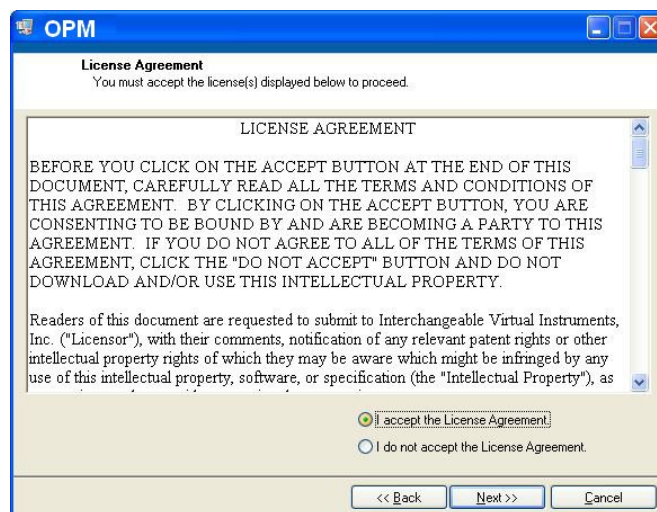 OPM
License Agreement
You must accept the license(s) displayed below to proceed.
LICENSE AGREEMENT
BEFORE YOU CLICK ON THE ACCEPT BUTTON AT THE END OF THIS
DOCUMENT, CAREFULLY READ ALL THE TERMS AND CONDITIONS OF
THIS AGREEMENT. BY CLICKING ON THE ACCEPT BUTTON, YOU ARE
CONSENTING TO BE BOUND BY AND ARE BECOMING A PARTY TO THIS
AGREEMENT. IF YOU DO NOT AGREE TO ALL OF THE TERMS OF THIS
AGREEMENT, CLICK THE "DO NOT ACCEPT" BUTTON AND DO NOT
DOWNLOAD AND/OR USE THIS INTELLECTUAL PROPERTY.
Readers of this document are requested to submit to Interchangeable Virtual Instruments,
Inc. ("Licensor"), with their comments, notification of any relevant patent rights or other
intellectual property rights of which they may be aware which might be infringed by any
use of this intellectual property, software, or specification (the "Intellectual Property"), as
I accept the License Agreement.
I do not accept the License Agreement.
<< Back
Next >>
Cancel